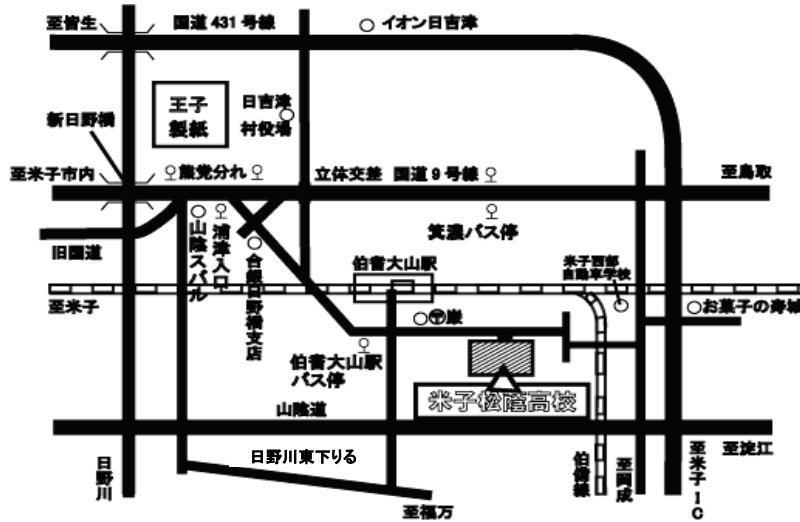 至皆生
国道431号線
イオン日吉津
王子
製紙
日吉津
村役場
新日野橋
至米子市内
熊党分れ
立体交差
国道9号線
至鳥取
旧国道
山陰スバル
浦津入口
合銀日野橋支店
箕濃バス停
伯耆大山駅
米子西部
自動車学校
至米子
お菓子の寿城
〒巌
伯耆大山駅
バス停
米子松蔭高校
山陰道
至淀江
日野川
日野川東下りる
至福万
伯備線
至岡成
至米子IC